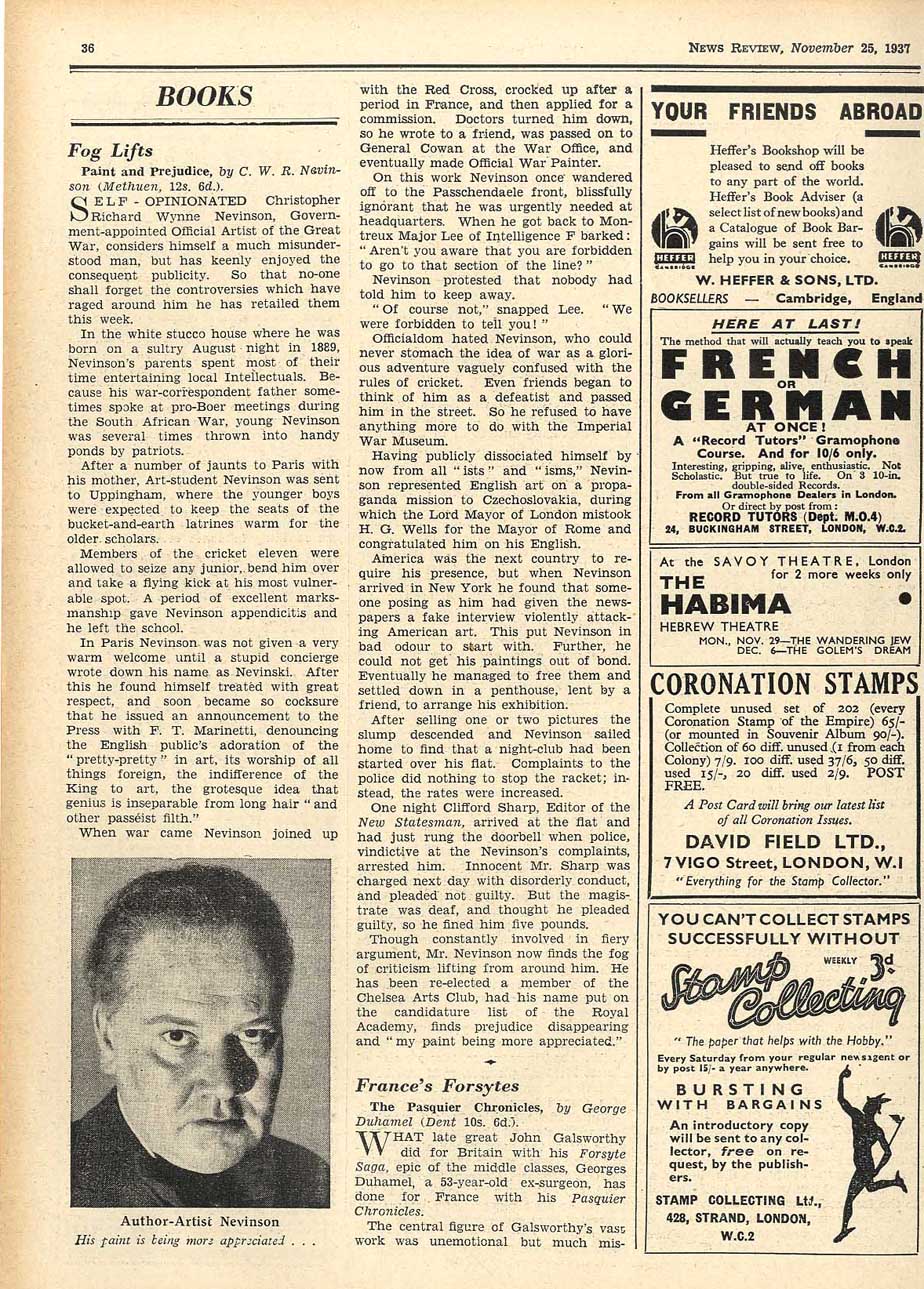 36
NEWS REVIEW, November 25, 1937
BOOKS
Fog Lifts
Paint and Prejudice, by C. W. R. Nevin-
son (Methuen, 12s. 6d.).
SELF - OPINIONATED Christopher
Richard Wynne Nevinson, Govern-
ment-appointed Official Artist of the Great
War, considers himself a much misunder-
stood man, but has keenly enjoyed the
consequent publicity. So that no-one
shall forget the controversies which have
raged around him he has retailed them
this week.
In the white stucco house where he was
born on a sultry August night in 1889,
Nevinson's parents spent most of their
time entertaining local Intellectuals. Be-
cause his war-correspondent father some-
times spoke at pro-Boer meetings during
the South African War, young Nevinson
was several times thrown into handy
ponds by patriots.
After a number of jaunts to Paris with
his mother, Art-student Nevinson was sent
to Uppingham, where the younger boys
were expected to keep the seats of the
bucket-and-earth latrines warm for the
older scholars.
Members of the cricket eleven were
allowed to seize any junior, bend him over
and take a flying kick at his most vulner-
able spot. A period of excellent marks-
manship gave Nevinson appendicitis and
he left the school.
In Paris Nevinson was not given a very
warm welcome until a stupid concierge
wrote down his name as Nevinski. After
this he found himself treated with great
respect, and soon became so cocksure
that he issued an announcement to the
Press with F. T. Marinetti, denouncing
the English public's adoration of the
"pretty-pretty" in art, its worship of all
things foreign, the indifference of the
King to art, the grotesque idea that
genius is inseparable from long hair "and
other passéist filth."
When war came Nevinson joined up
Author-Artist Nevinson
His paint is being more appreciated . . .
with the Red Cross, crocked up after a
period in France, and then applied for a
commission. Doctors turned him down,
so he wrote to a friend, was passed on to
General Cowan at the War Office, and
eventually made Official War Painter.
On this work Nevinson once wandered
off to the Passchendaele front, blissfully
ignorant that he was urgently needed at
headquarters. When he got back to Mon-
treux Major Lee of Intelligence F barked:
"Aren't you aware that you are forbidden
to go to that section of the line?"
Nevinson protested that nobody had
told him to keep away.
"Of course not," snapped Lee. "We
were forbidden to tell you!"
Officialdom hated Nevinson, who could
never stomach the idea of war as a glori-
ous adventure vaguely confused with the
rules of cricket. Even friends began to
think of him as a defeatist and passed
him in the street. So he refused to have
anything more to do with the Imperial
War Museum.
Having publicly dissociated himself by
now from all "ists" and "isms," Nevin-
son represented English art on a propa-
ganda mission to Czechoslovakia, during
which the Lord Mayor of London mistook
H. G. Wells for the Mayor of Rome and
congratulated him on his English.
America was the next country to re-
quire his presence, but when Nevinson
arrived in New York he found that some-
one posing as him had given the news-
papers a fake interview violently attack-
ing American art. This put Nevinson in
bad odour to start with. Further, he
could not get his paintings out of bond.
Eventually he managed to free them and
settled down in a penthouse, lent by a
friend, to arrange his exhibition.
After selling one or two pictures the
slump descended and Nevinson sailed
home to find that a night-club had been
started over his flat. Complaints to the
police did nothing to stop the racket; in-
stead, the rates were increased.
One night Clifford Sharp, Editor of the
New Statesman, arrived at the flat and
had just rung the doorbell when police,
vindictive at the Nevinson's complaints,
arrested him. Innocent Mr. Sharp was
charged next day with disorderly conduct,
and pleaded not guilty. But the magis-
trate was deaf, and thought he pleaded
guilty, so he fined him five pounds.
Though constantly involved in fiery
argument, Mr. Nevinson now finds the fog
of criticism lifting from around him. He
has been re-elected a member of the
Chelsea Arts Club, had his name put on
the candidature list of the Royal
Academy, finds prejudice disappearing
and "my paint being more appreciated."
France's Forsytes
The Pasquier Chronicles, by George
Duhamel (Dent 10s. 6d.).
WHAT late great John Galsworthy
did for Britain with his Forsyte
Saga, epic of the middle classes, Georges
Duhamel, a 53-year-old ex-surgeon, has
done for France with his Pasquier
Chronicles.
The central figure of Galsworthy's vast
work was unemotional but much mis-
YOUR FRIENDS ABROAD
Heffer's Bookshop will be
pleased to send off books
to any part of the world.
Heffer's Book Adviser (a
select list of new books) and
a Catalogue of Book Bar-
gains will be sent free to
help you in your choice.
HEFFER
CAMBRIDGE
HEFFER
CAMBRIDGE
W. HEFFER & SONS, LTD.
BOOKSELLERS — Cambridge, England
HERE AT LAST!
The method that will actually teach you to speak
FRENCH
OR
GERMAN
AT ONCE!
A "Record Tutors" Gramophone
Course. And for 10/6 only.
Interesting, gripping, alive, enthusiastic. Not
Scholastic. But true to life. On 3 10-in.
double-sided Records.
From all Gramophone Dealers in London.
Or direct by post from:
RECORD TUTORS (Dept. M.O.4)
24, BUCKINGHAM STREET, LONDON, W.C.2.
At the SAVOY THEATRE, London
for 2 more weeks only
THE
HABIMA
HEBREW THEATRE
MON., NOV. 29—THE WANDERING JEW
DEC. 6—THE GOLEM'S DREAM
CORONATION STAMPS
Complete unused set of 202 (every
Coronation Stamp of the Empire) 65/-
(or mounted in Souvenir Album 90/-).
Collection of 60 diff. unused (1 from each
Colony) 7/9. 100 diff. used 37/6, 50 diff.
used 15/-, 20 diff. used 2/9. POST
FREE.
A Post Card will bring our latest list
of all Coronation Issues.
DAVID FIELD LTD.,
7 VIGO Street, LONDON, W.1
"Everything for the Stamp Collector."
YOU CAN'T COLLECT STAMPS
SUCCESSFULLY WITHOUT
WEEKLY 3d.
Stamp
Collecting
"The paper that helps with the Hobby."
Every Saturday from your regular newsagent or
by post 15/- a year anywhere.
BURSTING
WITH BARGAINS
An introductory copy
will be sent to any col-
lector, free on re-
quest, by the publish-
ers.
STAMP COLLECTING Ltd.,
428, STRAND, LONDON,
W.C.2